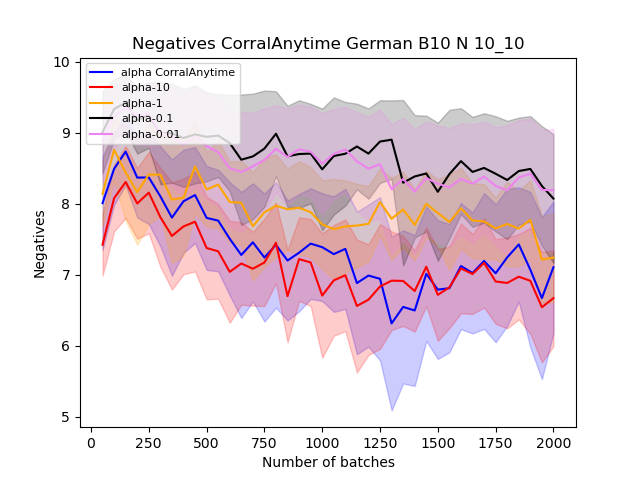 Negatives CorralAnytime German B10 N 10_10
10
9
8
7
6
5
Negatives
alpha CorralAnytime
alpha-10
alpha-1
alpha-0.1
alpha-0.01
0 250 500 750 1000 1250 1500 1750 2000
Number of batches